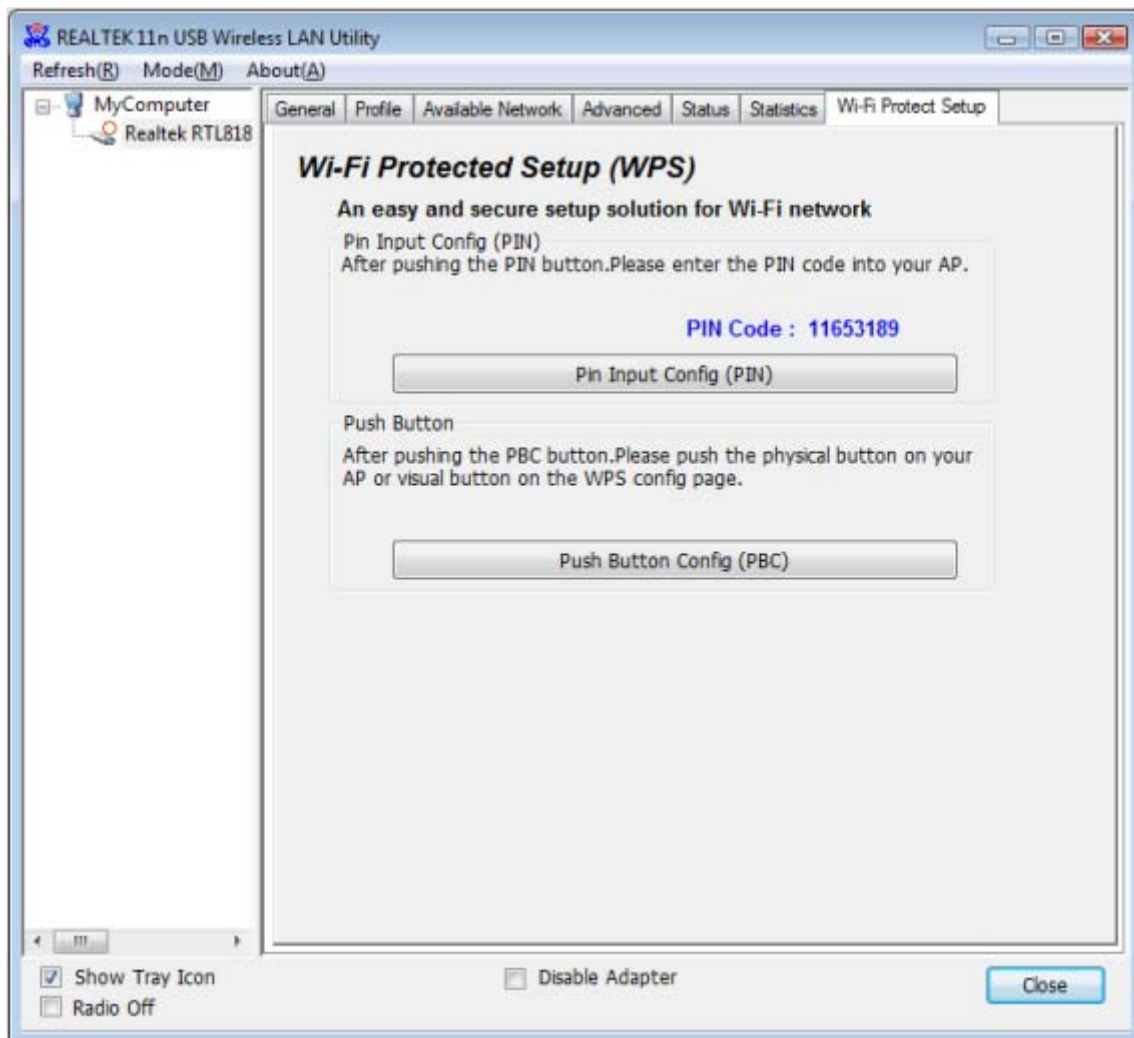 REALTEK 11n USB Wireless LAN Utility
Refresh(R) Mode(M) About(A)
MyComputer
Realtek RTL818
General Profile Available Network Advanced Status Statistics Wi-Fi Protect Setup
Wi-Fi Protected Setup (WPS)
An easy and secure setup solution for Wi-Fi network
Pin Input Config (PIN)
After pushing the PIN button.Please enter the PIN code into your AP.
PIN Code : 11653189
Pin Input Config (PIN)
Push Button
After pushing the PBC button.Please push the physical button on your
AP or visual button on the WPS config page.
Push Button Config (PBC)
Show Tray Icon
Radio Off
Disable Adapter
Close